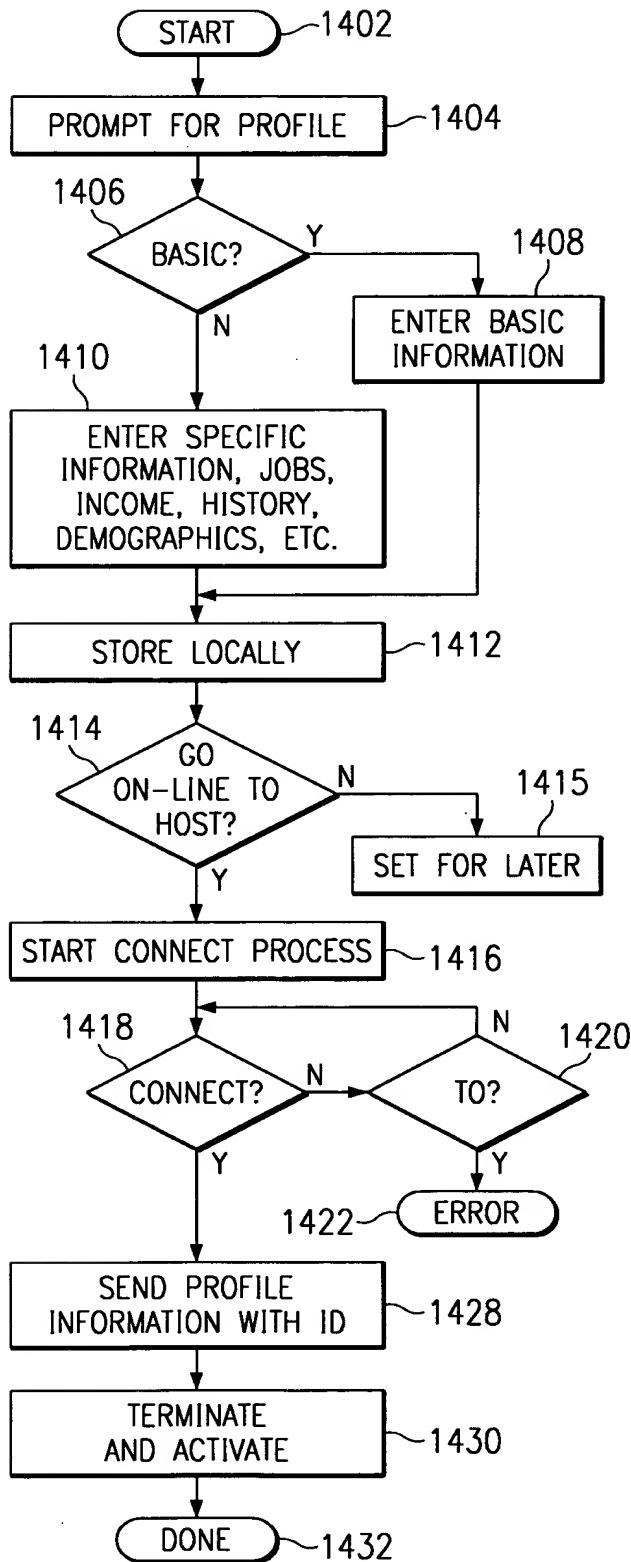 START
1402
PROMPT FOR PROFILE
1404
1406
BASIC?
Y
N
1408
ENTER BASIC
INFORMATION
1410
ENTER SPECIFIC
INFORMATION, JOBS,
INCOME, HISTORY,
DEMOGRAPHICS, ETC.
STORE LOCALLY
1412
1414
GO
ON-LINE TO
HOST?
N
Y
1415
SET FOR LATER
START CONNECT PROCESS
1416
1418
CONNECT?
N
Y
N
1420
TO?
Y
1422
ERROR
SEND PROFILE
INFORMATION WITH ID
1428
TERMINATE
AND ACTIVATE
1430
DONE
1432